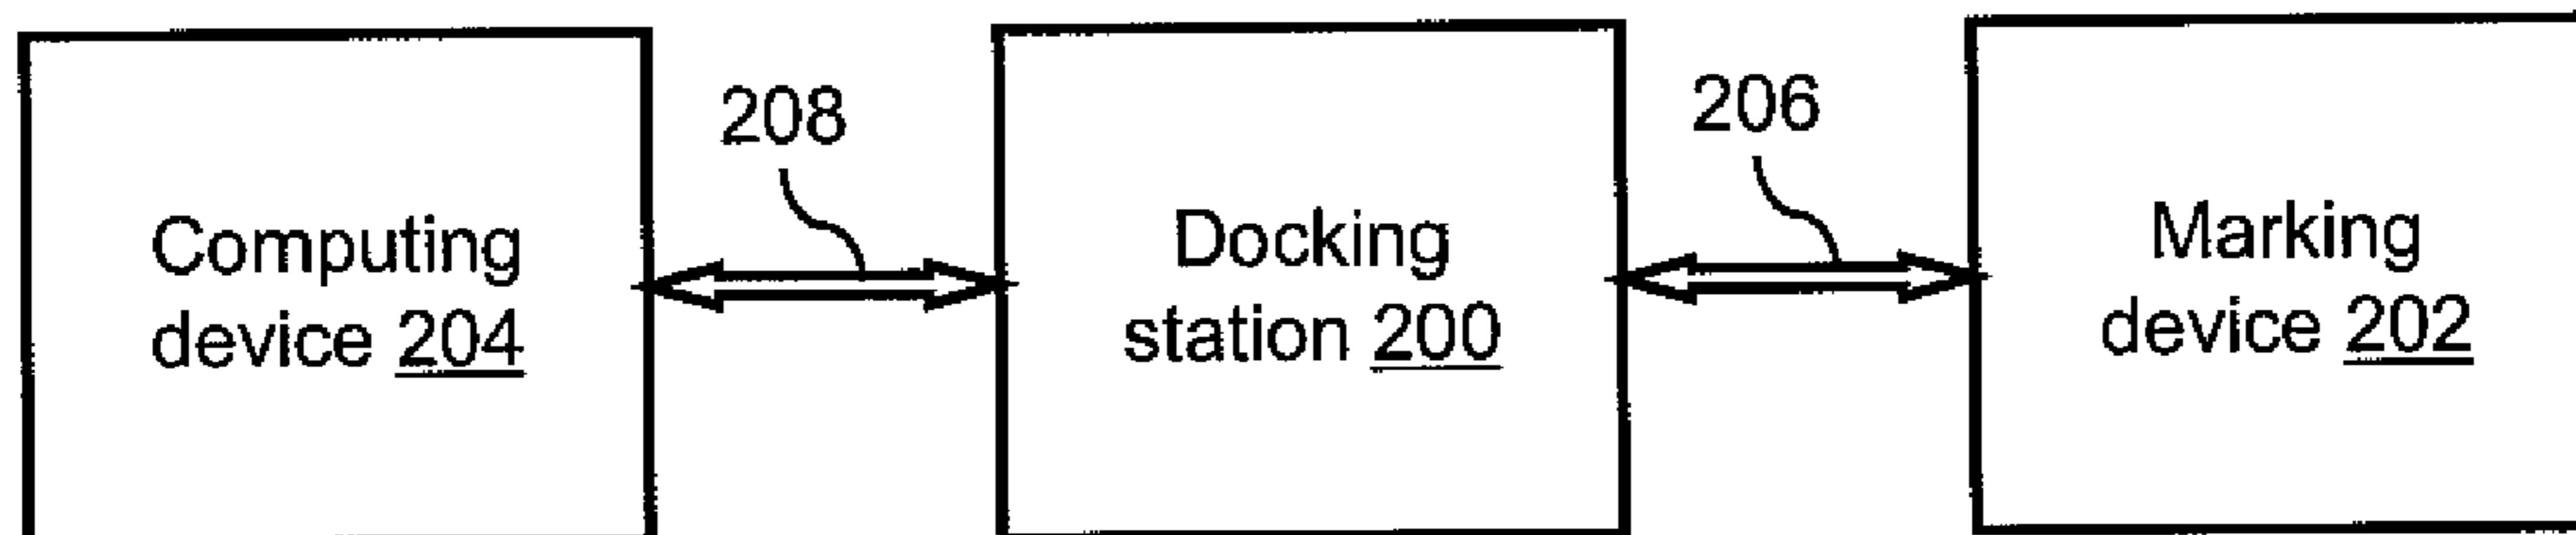 208
206
Computing
device 204
Docking
station 200
Marking
device 202